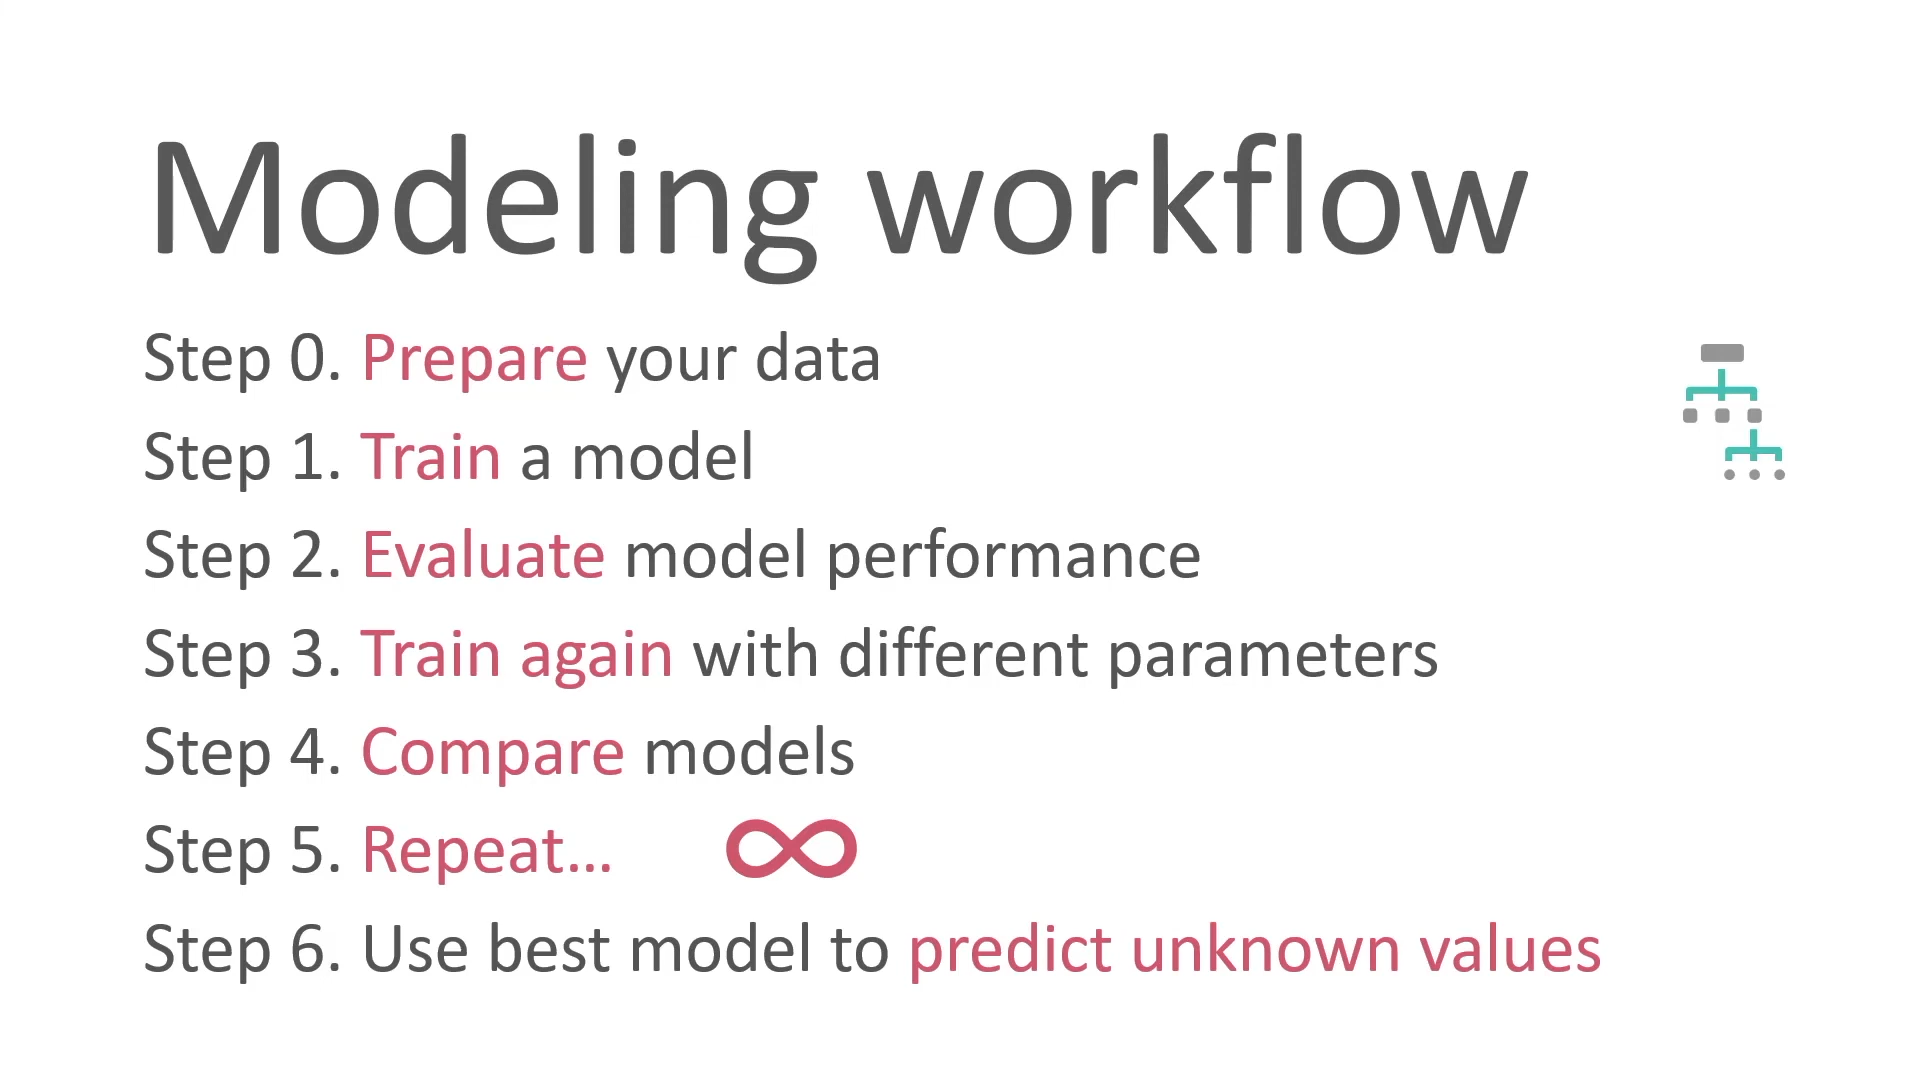 Modeling workflow
Step 0. Prepare your data
Step 1. Train a model
Step 2. Evaluate model performance
Step 3. Train again with different parameters
Step 4. Compare models
Step 5. Repeat...
Step 6. Use best model to predict unknown values